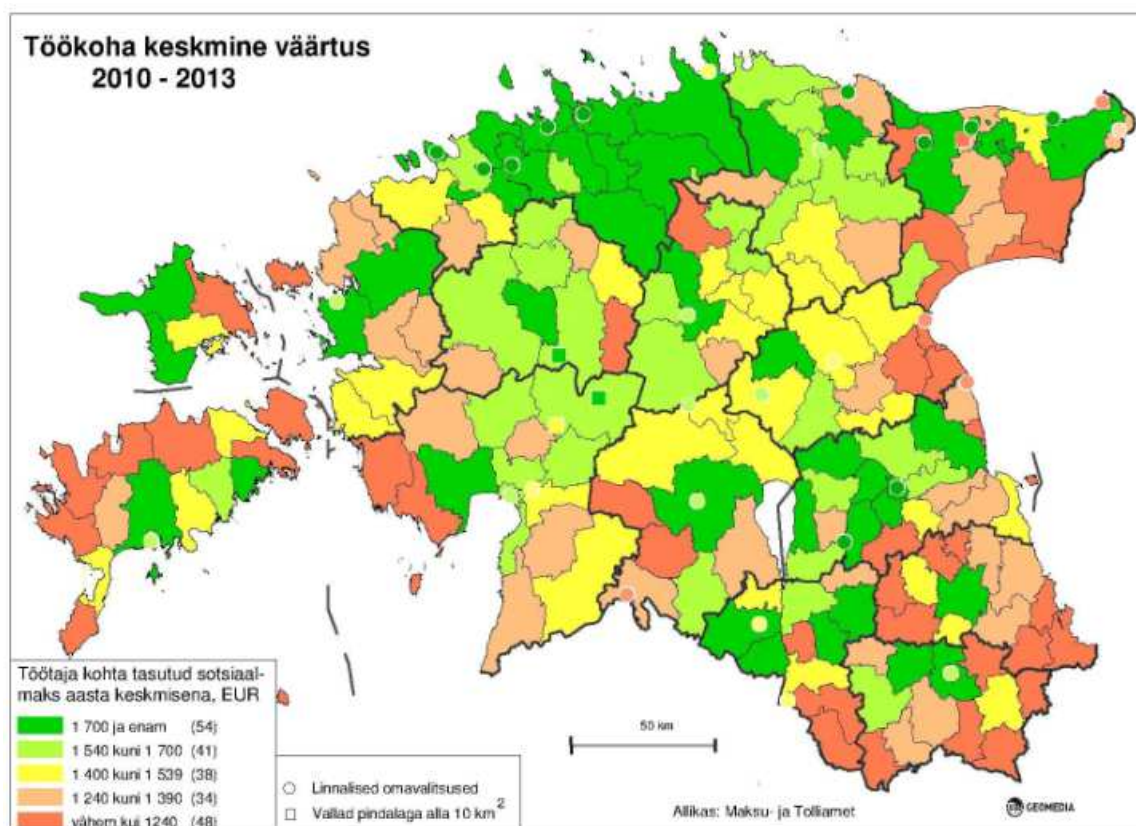 Töökoha keskmine väärtus
2010 - 2013
Töötaja kohta tasutud sotsiaal-
maks aasta keskmisena, EUR
1 700 ja enam (54)
1 540 kuni 1 700 (41)
1 400 kuni 1 539 (38)
1 240 kuni 1 390 (34)
vähem kui 1240 (48)
Linnalised omavalitsused
Vallad pindalaga alla 10 km²
50 km
Allikas: Maksu- ja Tolliamet
GEOMEDIA